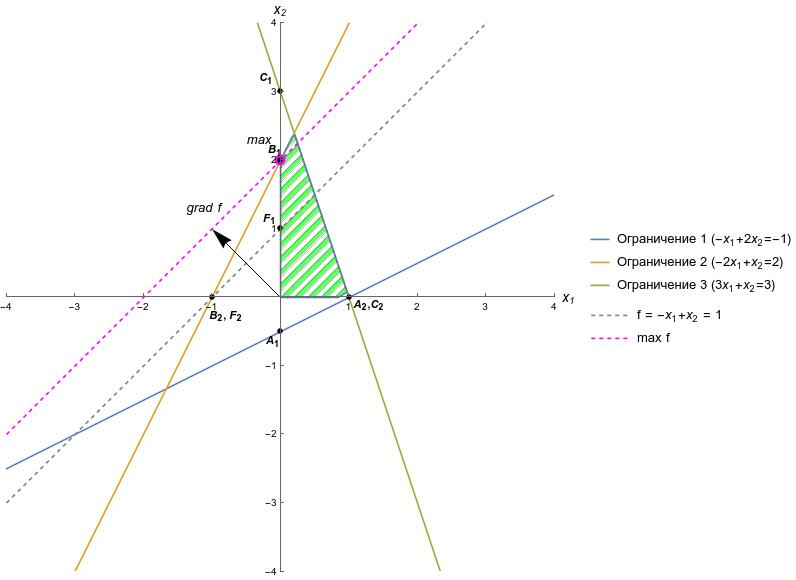 x₂
4
C₁
3
max
B₁
2
grad f
F₁
1
−4
−3
−2
−1
1
2
3
4
x₁
B₂, F₂
A₂,C₂
A₁
−1
−2
−3
−4
Ограничение 1 (−x₁+2x₂=−1)
Ограничение 2 (−2x₁+x₂=2)
Ограничение 3 (3x₁+x₂=3)
f = −x₁+x₂ = 1
max f